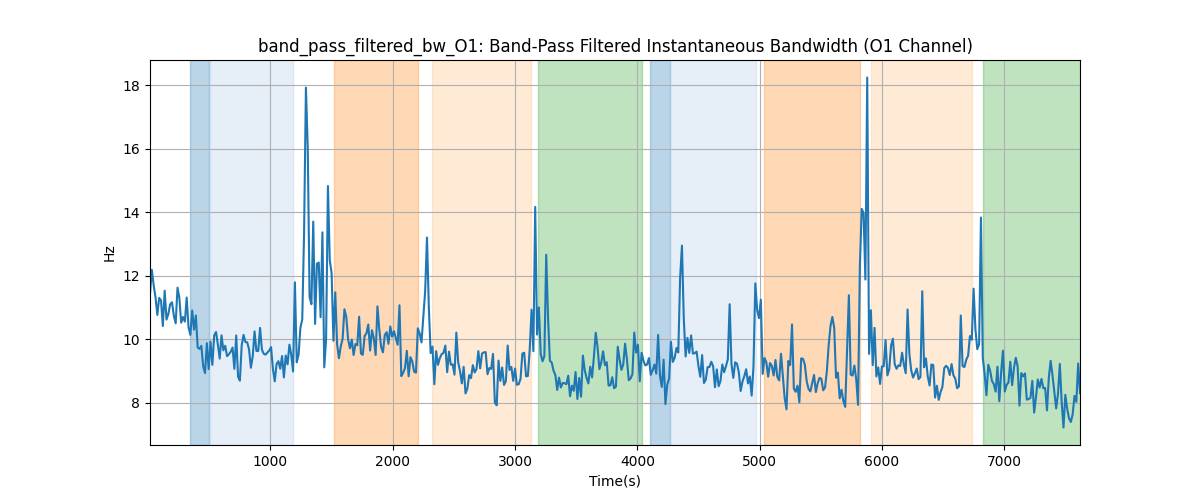 band_pass_filtered_bw_O1: Band-Pass Filtered Instantaneous Bandwidth (O1 Channel)
18
16
14
12
10
8
Hz
1000 2000 3000 4000 5000 6000 7000
Time(s)